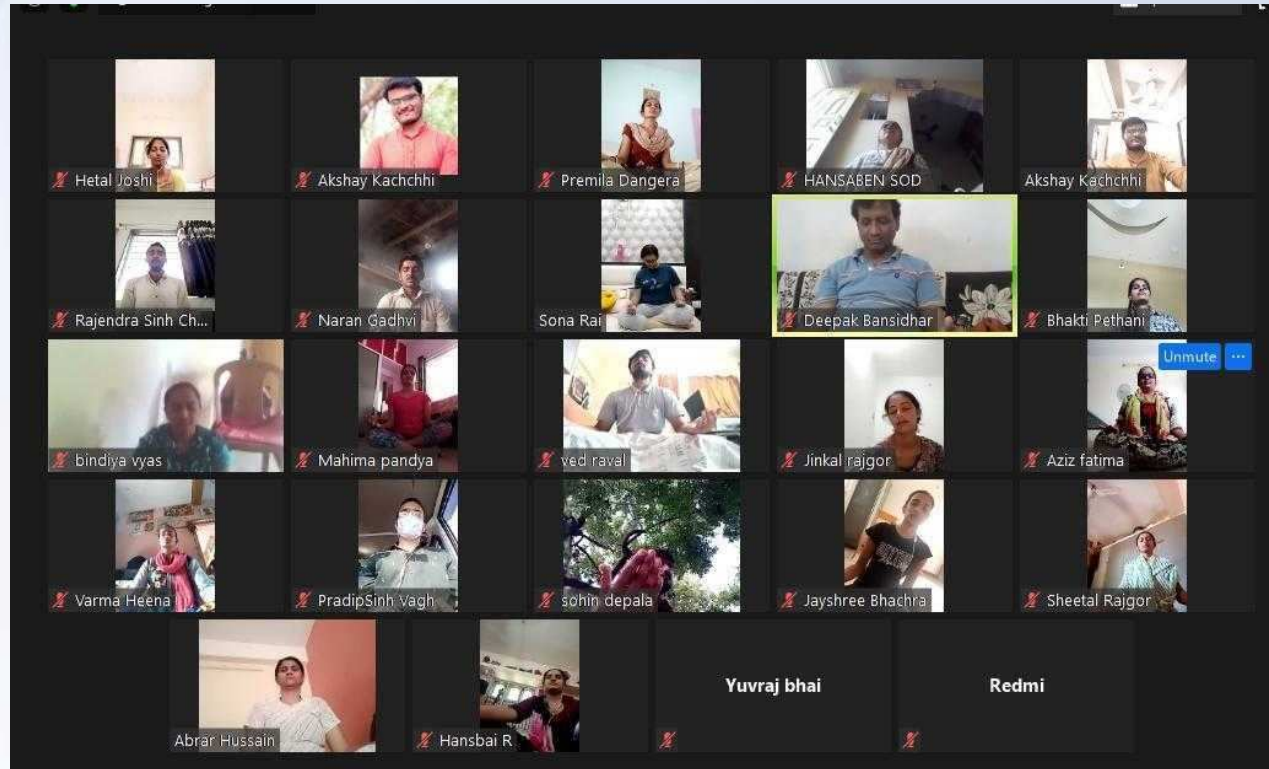 Hetal Joshi
Akshay Kachchhi
Premila Dangera
HANSABEN SOD
Akshay Kachchhi
Rajendra Sinh Ch...
Naran Gadhvi
Sona Rai
Deepak Bansidhar
Bhakti Pethani
Unmute ...
bindiya vyas
Mahima pandya
ved raval
Jinkal rajgor
Aziz fatima
Varma Heena
PradipSinh Vagh
sohin depala
Jayshree Bhachra
Sheetal Rajgor
Abrar Hussain
Hansbai R
Yuvraj bhai
Redmi